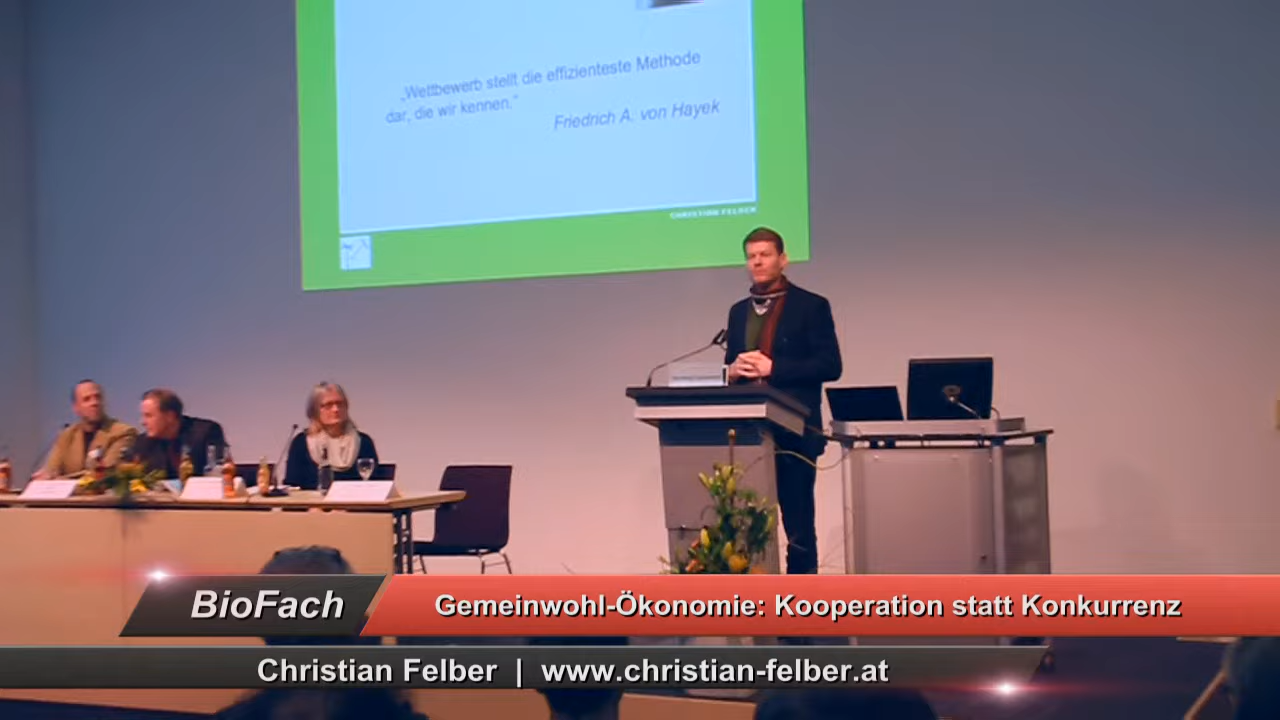 „Wettbewerb stellt die effizienteste Methode
dar, die wir kennen.“
Friedrich A. von Hayek
CHRISTIAN FELBER
BioFach
Gemeinwohl-Ökonomie: Kooperation statt Konkurrenz
Christian Felber | www.christian-felber.at